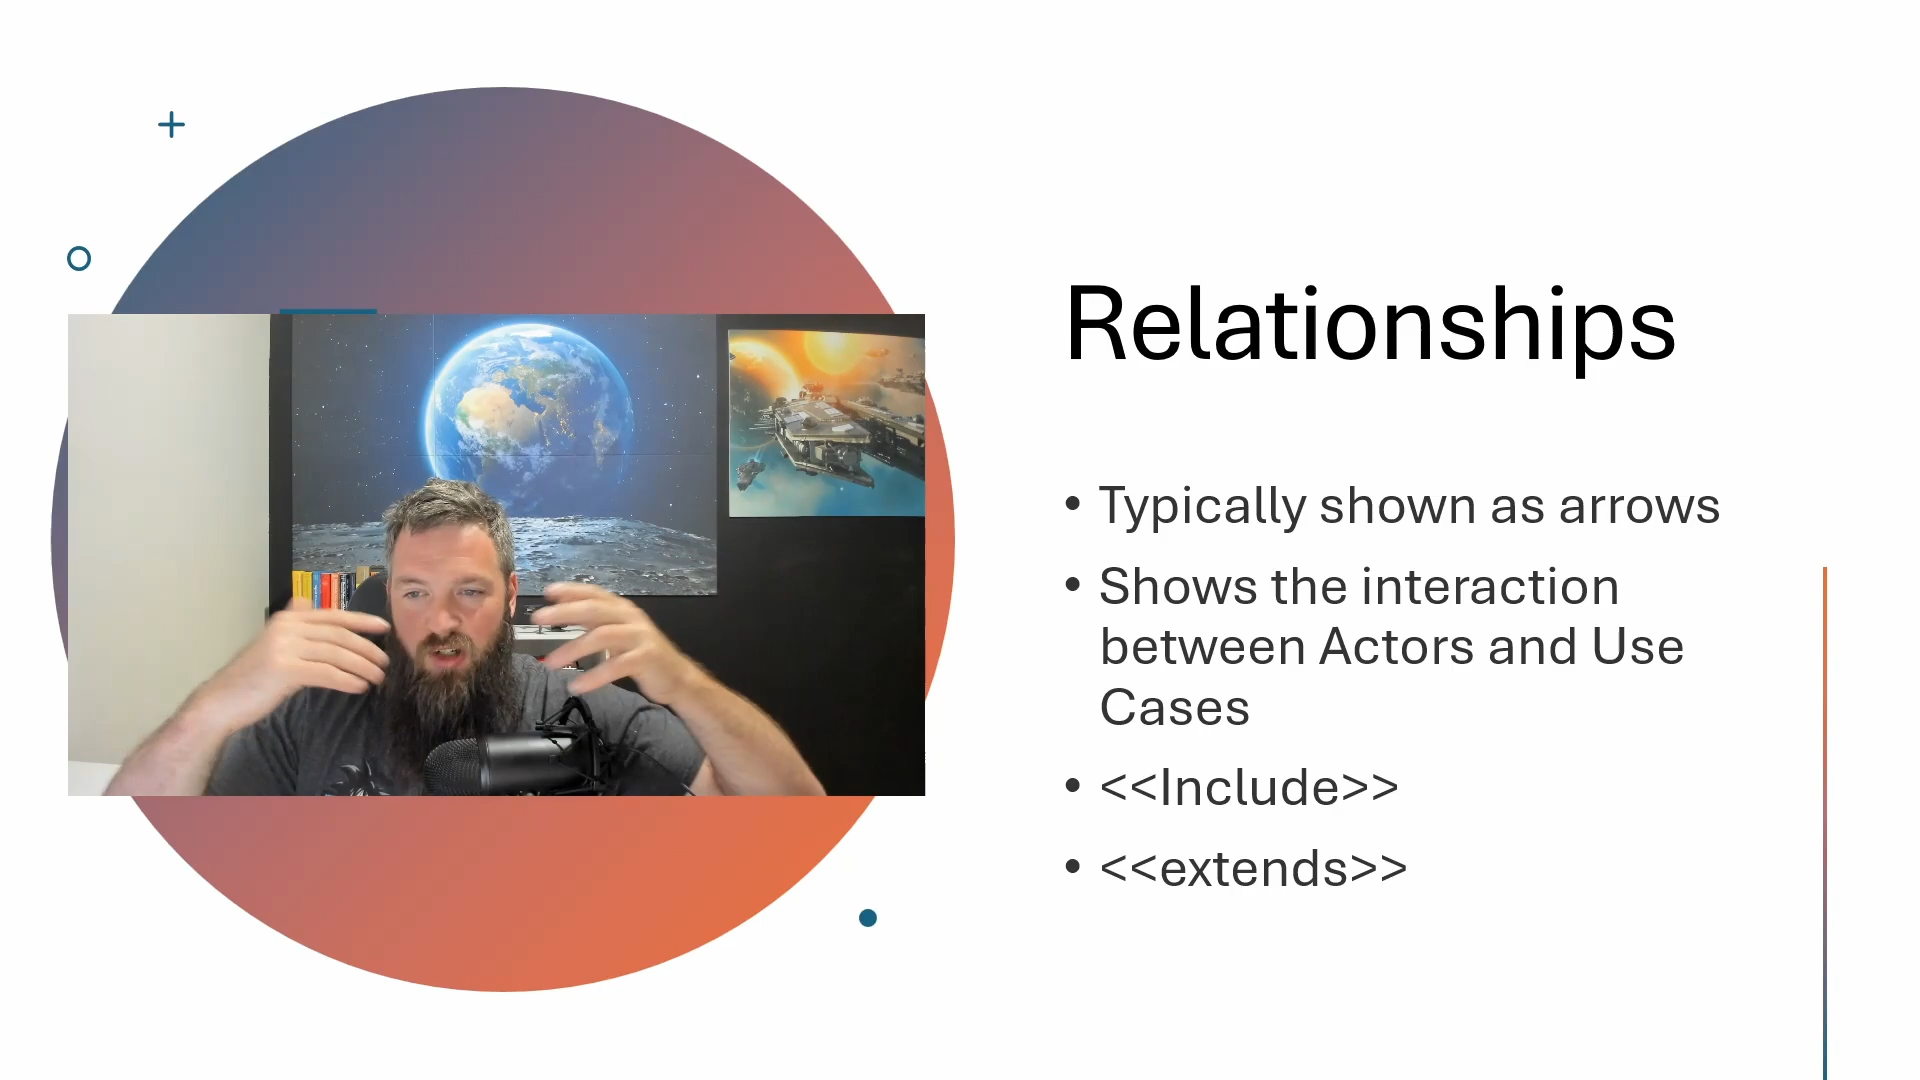 Relationships
• Typically shown as arrows
• Shows the interaction
between Actors and Use
Cases
• <<Include>>
• <<extends>>